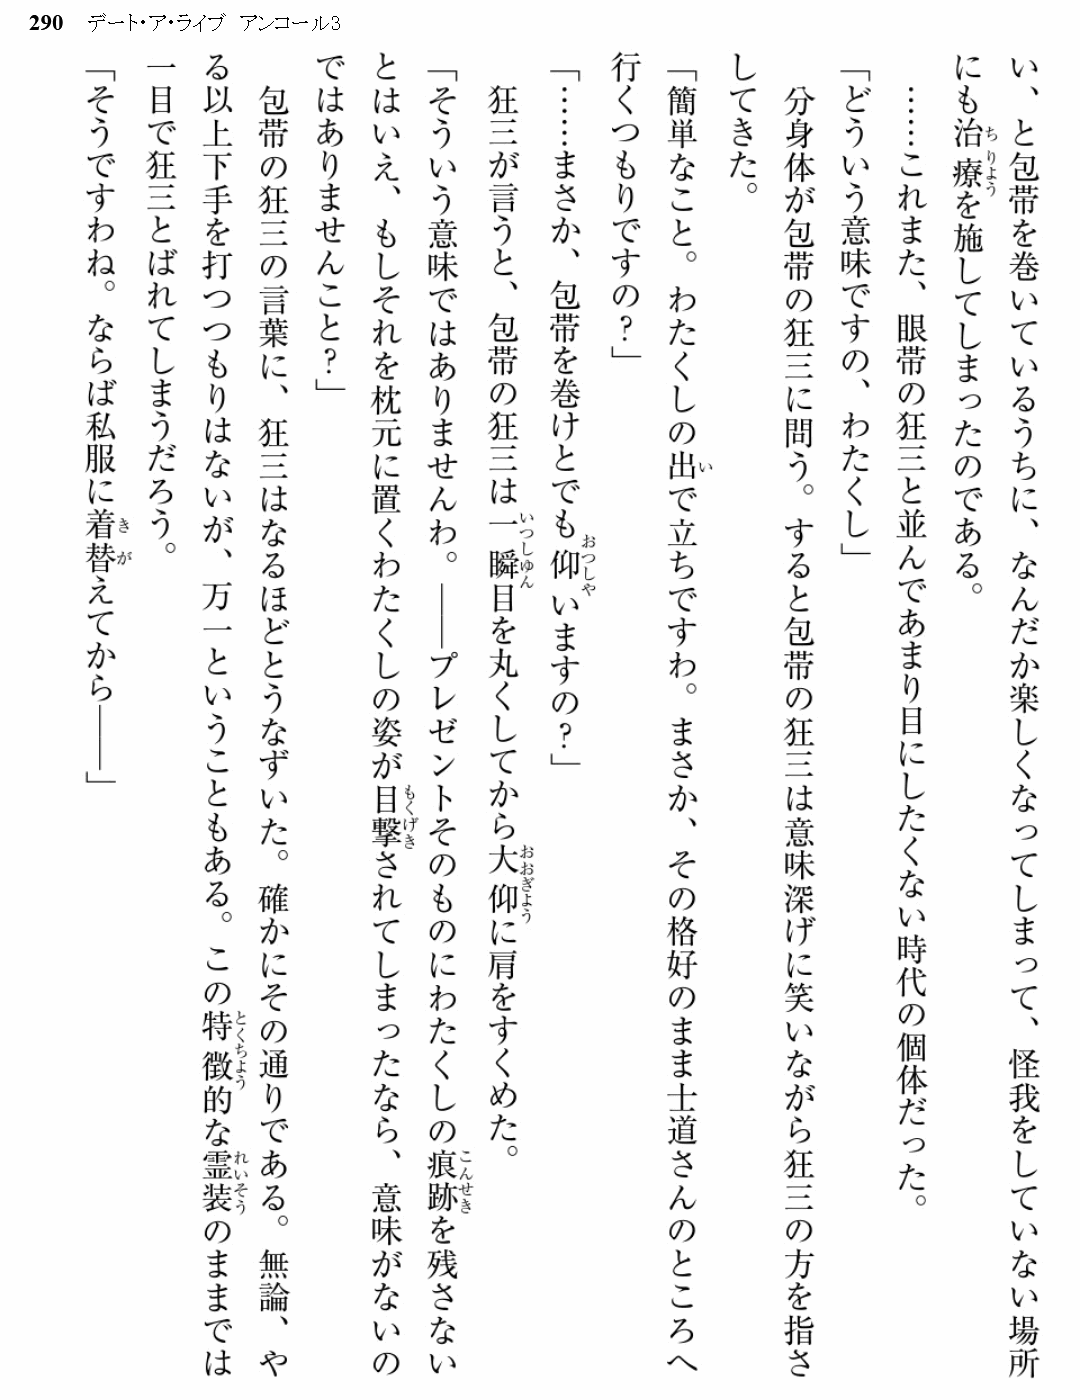 290 デート・ア・ライブ アンコール3
い、と包帯を巻いているうちに、なんだか楽しくなってしまって、怪我をしていない場所
にも治療を施してしまったのである。
……これまた、眼帯の狂三と並んであまり目にしたくない時代の個体だった。
「どういう意味ですの、わたくし」
分身体が包帯の狂三に問う。すると包帯の狂三は意味深げに笑いながら狂三の方を指さ
してきた。
「簡単なこと。わたくしの出で立ちですわ。まさか、その格好のまま士道さんのところへ
行くつもりですの?」
「……まさか、包帯を巻けとでも仰いますの?」
狂三が言うと、包帯の狂三は一瞬目を丸くしてから大仰に肩をすくめた。
「そういう意味ではありませんわ。――プレゼントそのものにわたくしの痕跡を残さない
とはいえ、もしそれを枕元に置くわたくしの姿が目撃されてしまったなら、意味がないの
ではありませんこと?」
包帯の狂三の言葉に、狂三はなるほどとうなずいた。確かにその通りである。無論、や
る以上下手を打つつもりはないが、万一ということもある。この特徴的な霊装のままでは
一目で狂三とばれてしまうだろう。
「そうですわね。ならば私服に着替えてから――」